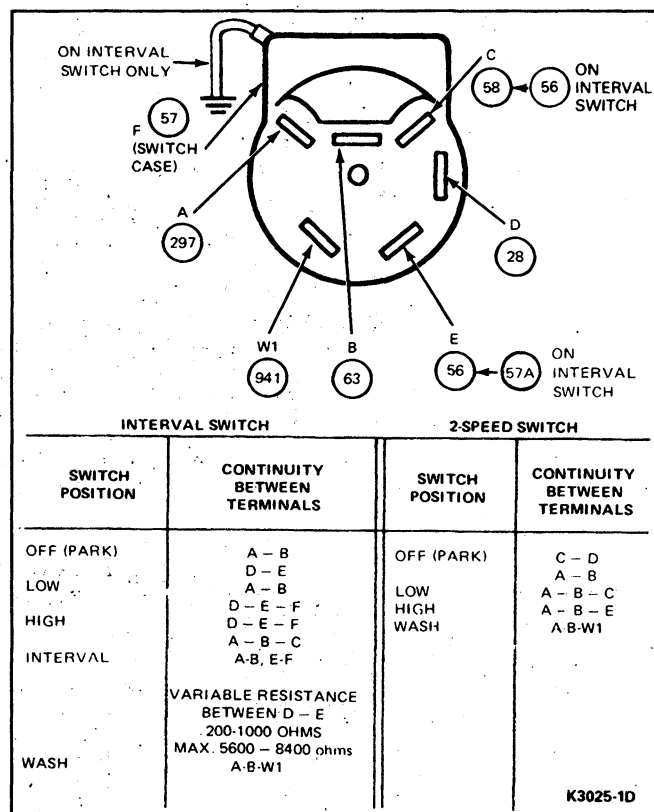 ON INTERVAL
SWITCH ONLY
57
F
(SWITCH
CASE)
A
297
C
58
56
ON
INTERVAL
SWITCH
D
28
W1
941
B
63
E
56
57A
ON
INTERVAL
SWITCH
INTERVAL SWITCH
2-SPEED SWITCH
SWITCH POSITION
CONTINUITY BETWEEN TERMINALS
SWITCH POSITION
CONTINUITY BETWEEN TERMINALS
OFF (PARK)
A – B
D – E
LOW
A – B
D – E – F
HIGH
D – E – F
A – B – C
INTERVAL
A-B, E-F
VARIABLE RESISTANCE
BETWEEN D – E
200-1000 OHMS
MAX. 5600 – 8400 ohms
WASH
A-B-W1
OFF (PARK)
C – D
A – B
LOW
A – B – C
HIGH
A – B – E
WASH
A-B-W1
K3025-1D